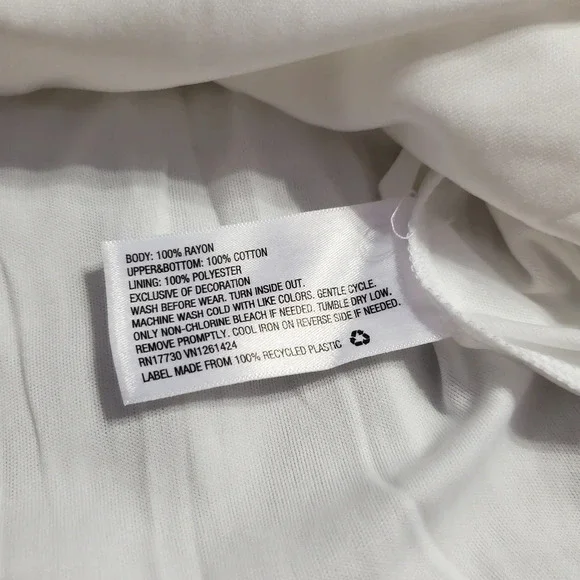 BODY: 100% RAYON
UPPER&BOTTOM: 100% COTTON
LINING: 100% POLYESTER
EXCLUSIVE OF DECORATION
WASH BEFORE WEAR. TURN INSIDE OUT.
MACHINE WASH COLD WITH LIKE COLORS. GENTLE CYCLE.
ONLY NON-CHLORINE BLEACH IF NEEDED. TUMBLE DRY LOW.
REMOVE PROMPTLY. COOL IRON ON REVERSE SIDE IF NEEDED.
RN17730 VN1261424
LABEL MADE FROM 100% RECYCLED PLASTIC